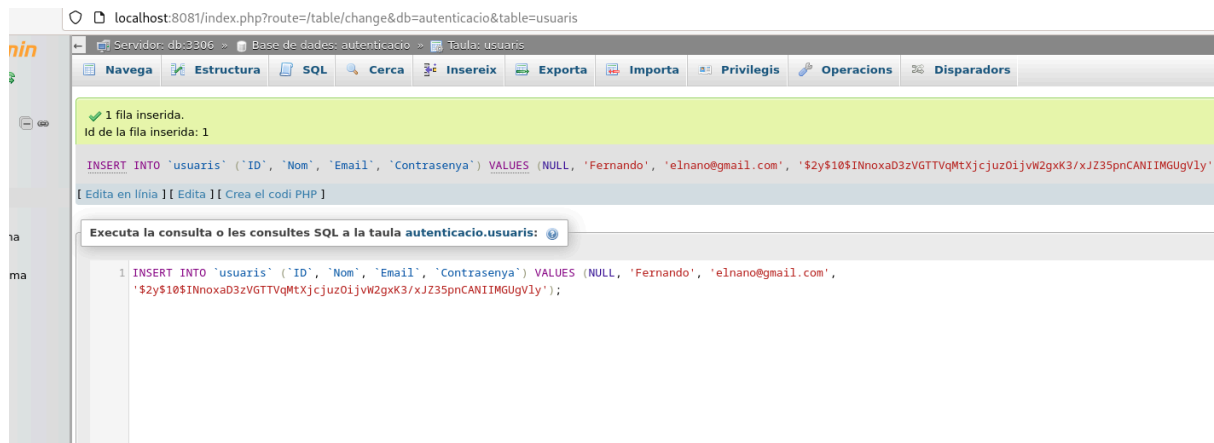 localhost:8081/index.php?route=/table/change&db=autenticacio&table=usuaris
Servidor: db:3306 » Base de dades: autenticacio » Taula: usuaris
Navega Estructura SQL Cerca Insereix Exporta Importa Privilegis Operacions Disparadors
1 fila inserida.
Id de la fila inserida: 1
INSERT INTO `usuaris` (`ID`, `Nom`, `Email`, `Contrasenya`) VALUES (NULL, 'Fernando', 'elnano@gmail.com', '$2y$10$INnoxaD3zVGTTVqMtXjcjuzOijvW2gxK3/xJZ35pnCANIIMGUgVly'
[ Edita en línia ] [ Edita ] [ Crea el codi PHP ]
Executa la consulta o les consultes SQL a la taula autenticacio.usuaris:
1 INSERT INTO `usuaris` (`ID`, `Nom`, `Email`, `Contrasenya`) VALUES (NULL, 'Fernando', 'elnano@gmail.com',
'$2y$10$INnoxaD3zVGTTVqMtXjcjuzOijvW2gxK3/xJZ35pnCANIIMGUgVly');